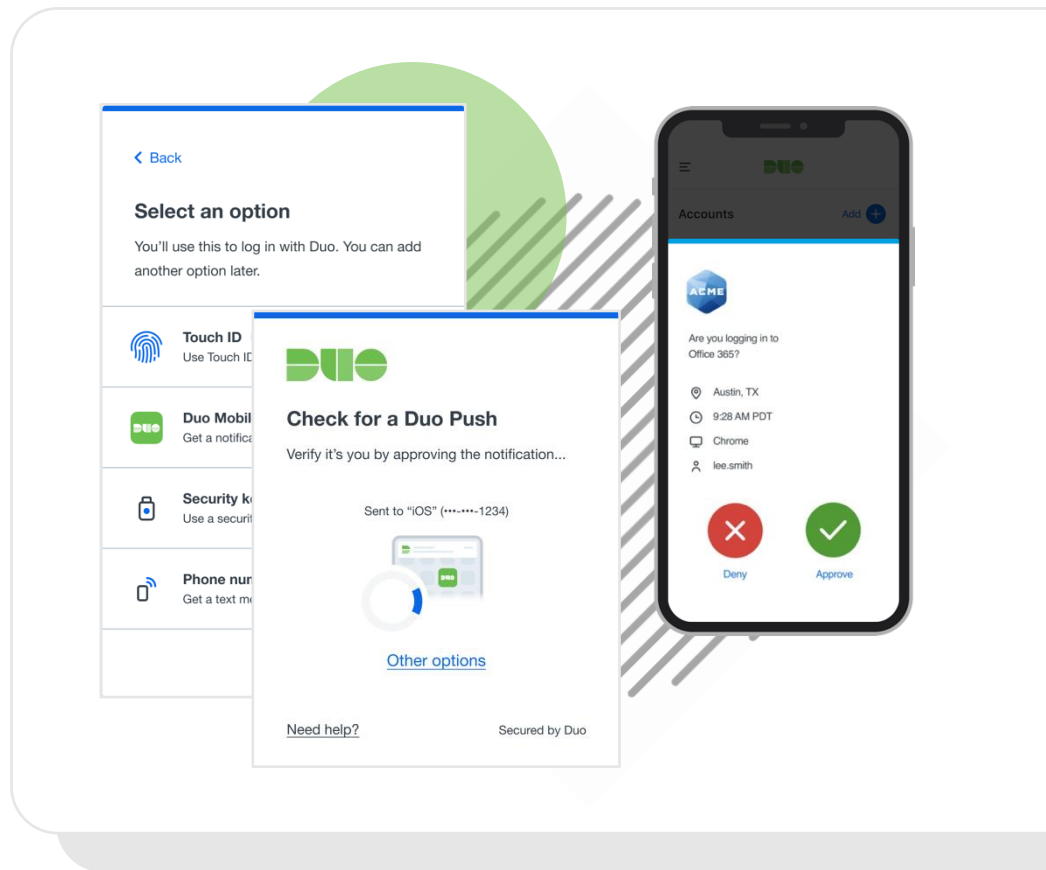 Back
Select an option
You'll use this to log in with Duo. You can add
another option later.
Touch ID
Use Touch ID
Duo
Get a
Security
Use a
Phone
Get a text
DUO
Check for a Duo Push
Verify it's you by approving the notification...
Sent to “iOS” (•••-•••-1234)
DUO
Other options
Need help?
Secured by Duo
DUO
Accounts
Add
ACME
Are you logging in to
Office 365?
Austin, TX
9:28 AM PDT
Chrome
lee.smith
Deny
Approve